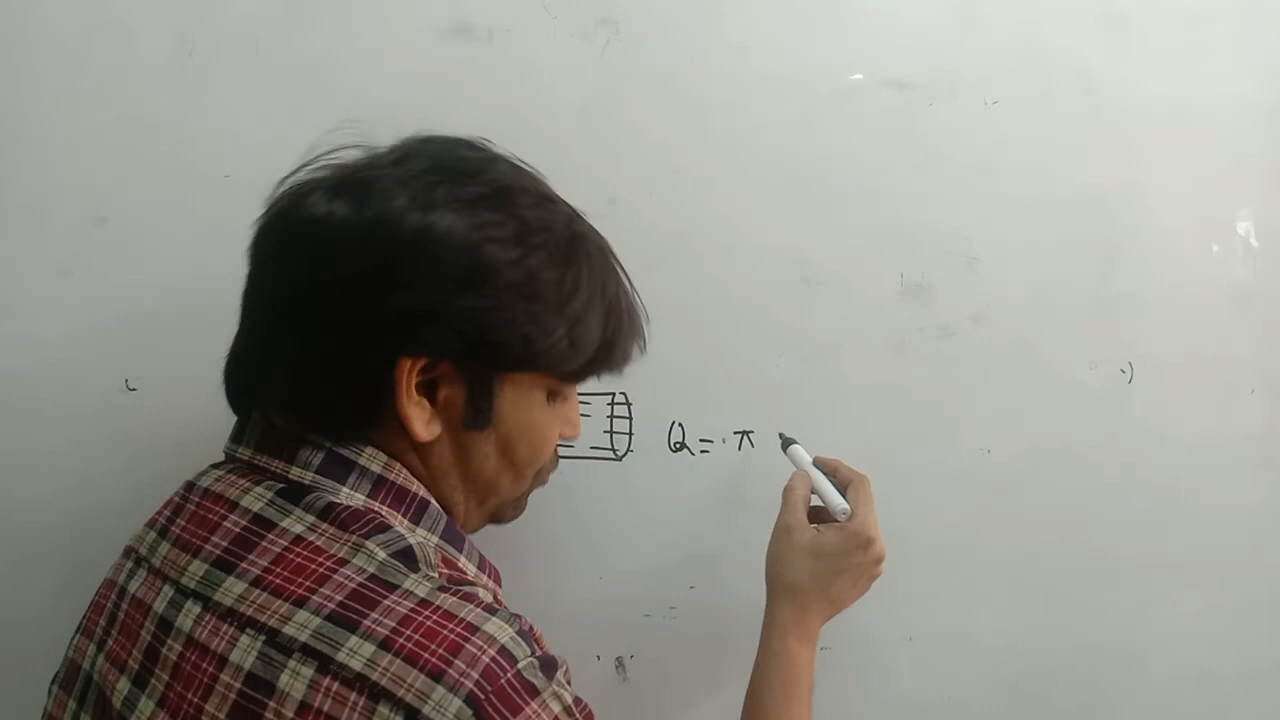 Q = π